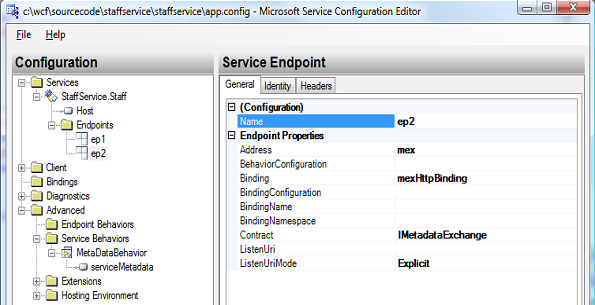 c:\wcf\sourcecode\staffservice\staffservice\app.config - Microsoft Service Configuration Editor
File Help
Configuration
Services
StaffService.Staff
Host
Endpoints
ep1
ep2
Client
Bindings
Diagnostics
Advanced
Endpoint Behaviors
Service Behaviors
MetaDataBehavior
serviceMetadata
Extensions
Hosting Environment
Service Endpoint
General Identity Headers
(Configuration)
Name ep2
Endpoint Properties
Address mex
BehaviorConfiguration
Binding mexHttpBinding
BindingConfiguration
BindingName
BindingNamespace
Contract IMetadataExchange
ListenUri
ListenUriMode Explicit